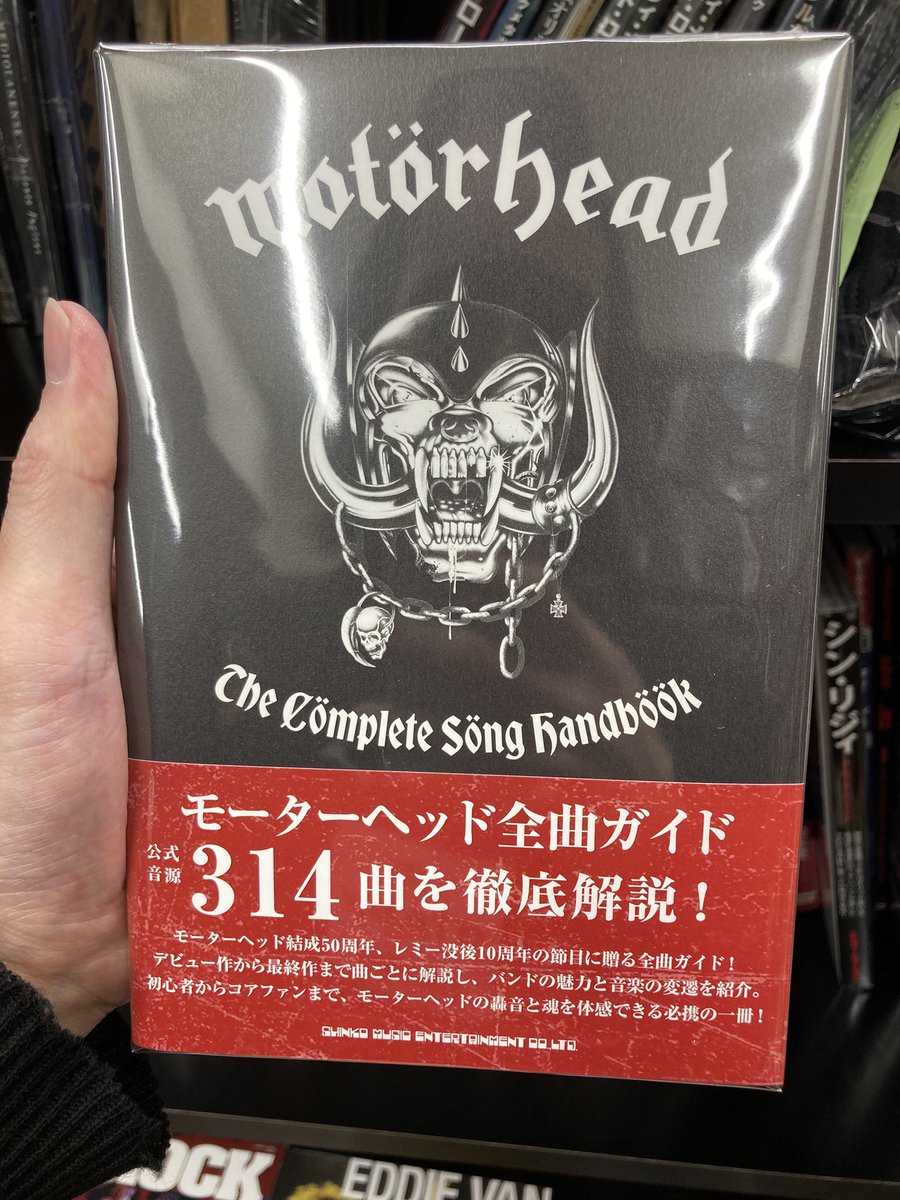 motörhead
The Cömplete Söng Handböök
モーターヘッド全曲ガイド
公式
音源
314曲を徹底解説！
モーターヘッド結成50周年、レミー没後10周年の節目に贈る全曲ガイド！
デビュー作から最終作まで曲ごとに解説し、バンドの魅力と音楽の変遷を紹介。
初心者からコアファンまで、モーターヘッドの轟音と魂を体感できる必携の一冊！
SHINKO MUSIC ENTERTAINMENT CO.,LTD.
シン・リジィ
OCK
EDDIE VAN